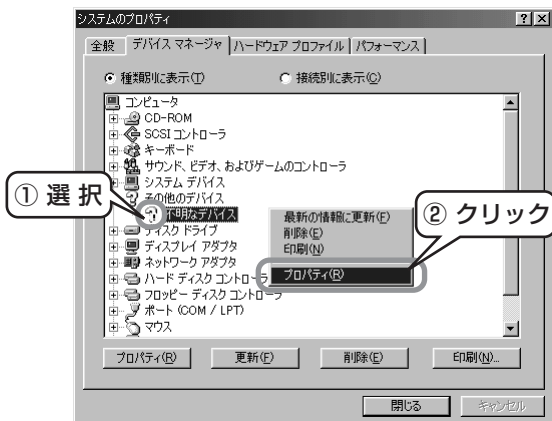 システムのプロパティ
全般 デバイス マネージャ ハードウェア プロファイル パフォーマンス
種類別に表示(T) 接続別に表示(C)
コンピュータ
CD-ROM
SCSI コントローラ
キーボード
サウンド、ビデオ、およびゲームのコントローラ
システム デバイス
その他のデバイス
不明なデバイス
ディスク ドライブ
ディスプレイ アダプタ
ネットワーク アダプタ
ハード ディスク コントローラ
フロッピー ディスク コントローラ
ポート (COM / LPT)
マウス
① 選択
最新の情報に更新(F)
削除(E)
印刷(N)
プロパティ(R)
② クリック
プロパティ(R) 更新(F) 削除(E) 印刷(N)...
閉じる キャンセル